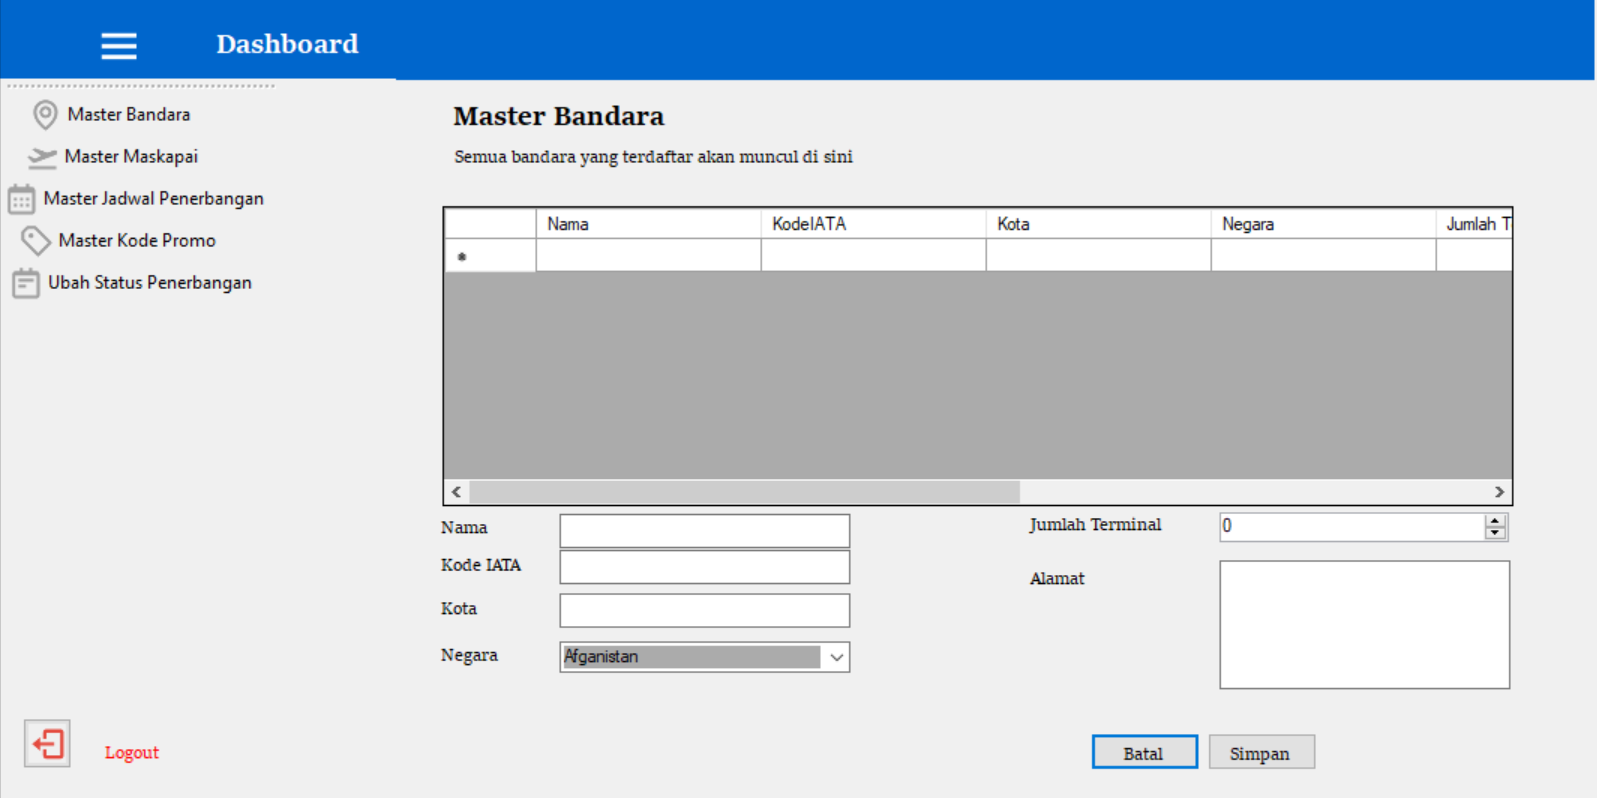 Dashboard
Master Bandara
Master Maskapai
Master Jadwal Penerbangan
Master Kode Promo
Ubah Status Penerbangan
Logout
Master Bandara
Semua bandara yang terdaftar akan muncul di sini
Nama KodeIATA Kota Negara Jumlah T
Nama
Kode IATA
Kota
Negara Afganistan
Jumlah Terminal 0
Alamat
Batal Simpan